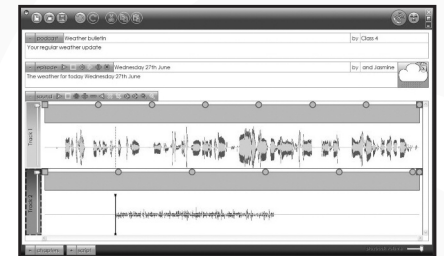 podcast Weather bulletin by Class 4
Your regular weather update
episode Wednesday 27th June by and Jasmine
The weather for today Wednesday 27th June
sound
Track 1
Track 2
chapters script